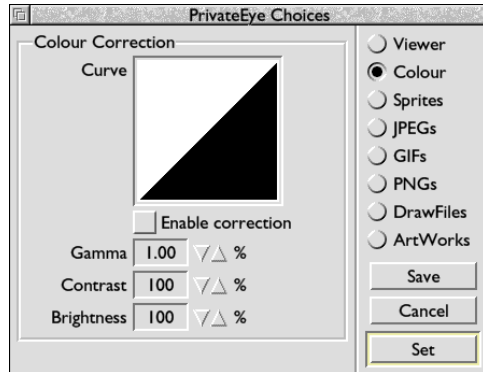 PrivateEye Choices
Colour Correction
Curve
Enable correction
Gamma 1.00 %
Contrast 100 %
Brightness 100 %
Viewer
Colour
Sprites
JPEGs
GIFs
PNGs
DrawFiles
ArtWorks
Save
Cancel
Set